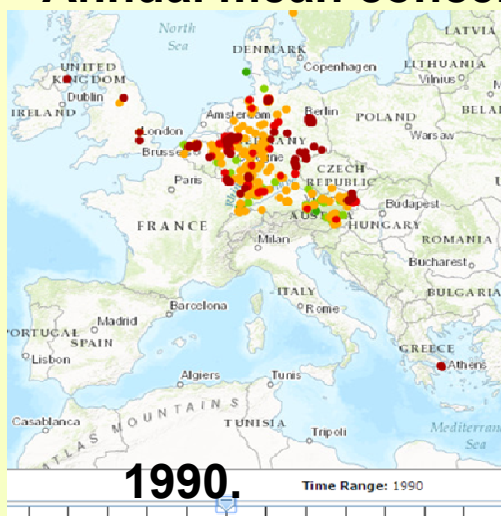 North
Sea
LATVIA
DENMARK
UNITED
KINGDOM
Copenhagen
LITHUANIA
Vilnius
Dublin
IRELAND
Amsterdam
Berlin
POLAND
London
Warsaw
Brussels
CZECH
REPUBLIC
Paris
Budapest
FRANCE
HUNGARY
Milan
ROMANIA
Bucharest
ITALY
BULGARIA
Barcelona
Rome
PORTUGAL
Madrid
SPAIN
GREECE
Lisbon
Athens
Algiers
Tunis
Casablanca
ATLAS MOUNTAINS
TUNISIA
Mediterranean
Sea
Tripoli
1990.
Time Range: 1990